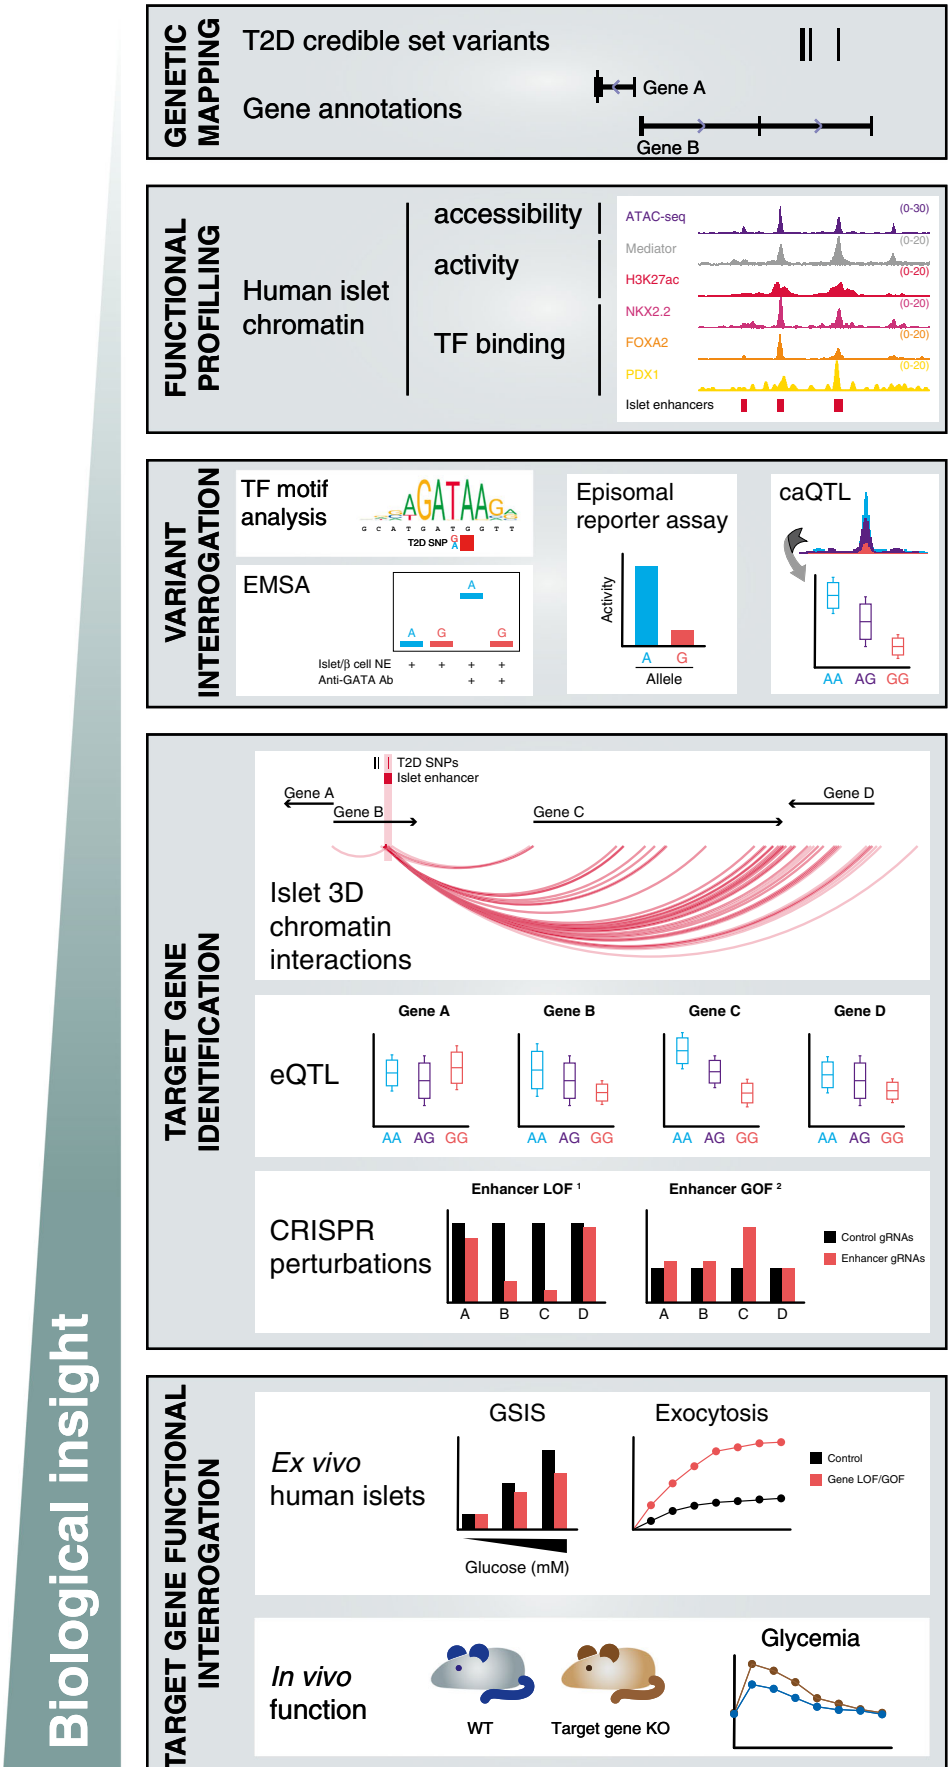 Biological insight
GENETIC
MAPPING
T2D credible set variants
Gene annotations
Gene A
Gene B
FUNCTIONAL
PROFILLING
Human islet
chromatin
accessibility
activity
TF binding
ATAC-seq (0-30)
Mediator (0-20)
H3K27ac (0-20)
NKX2.2 (0-20)
FOXA2 (0-20)
PDX1 (0-20)
Islet enhancers
VARIANT
INTERROGATION
TF motif
analysis
AGATAAG
G C A T G A T G G T T
T2D SNP G
A
EMSA
A
A G G
Islet/β cell NE + + + +
Anti-GATA Ab + +
Episomal
reporter assay
Activity
A G
Allele
caQTL
AA AG GG
TARGET GENE
IDENTIFICATION
T2D SNPs
Islet enhancer
Gene A
Gene B
Gene C
Gene D
Islet 3D
chromatin
interactions
eQTL
Gene A Gene B Gene C Gene D
AA AG GG AA AG GG AA AG GG AA AG GG
CRISPR
perturbations
Enhancer LOF 1 Enhancer GOF 2
A B C D A B C D
Control gRNAs
Enhancer gRNAs
TARGET GENE FUNCTIONAL
INTERROGATION
Ex vivo
human islets
GSIS
Glucose (mM)
Exocytosis
Control
Gene LOF/GOF
In vivo
function
WT
Target gene KO
Glycemia